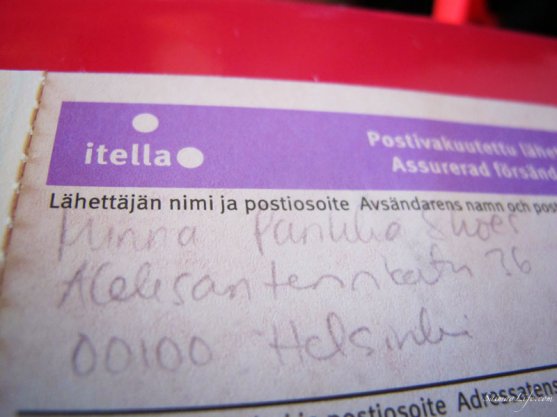 itella
Postivakuutettu lähet
Assurerad försänd
Lähettäjän nimi ja postiosoite Avsändarens namn och post
Minna Parikka Shoes
Aleksanterinkatu 36
00100 Helsinki
postiosoite Adressatens